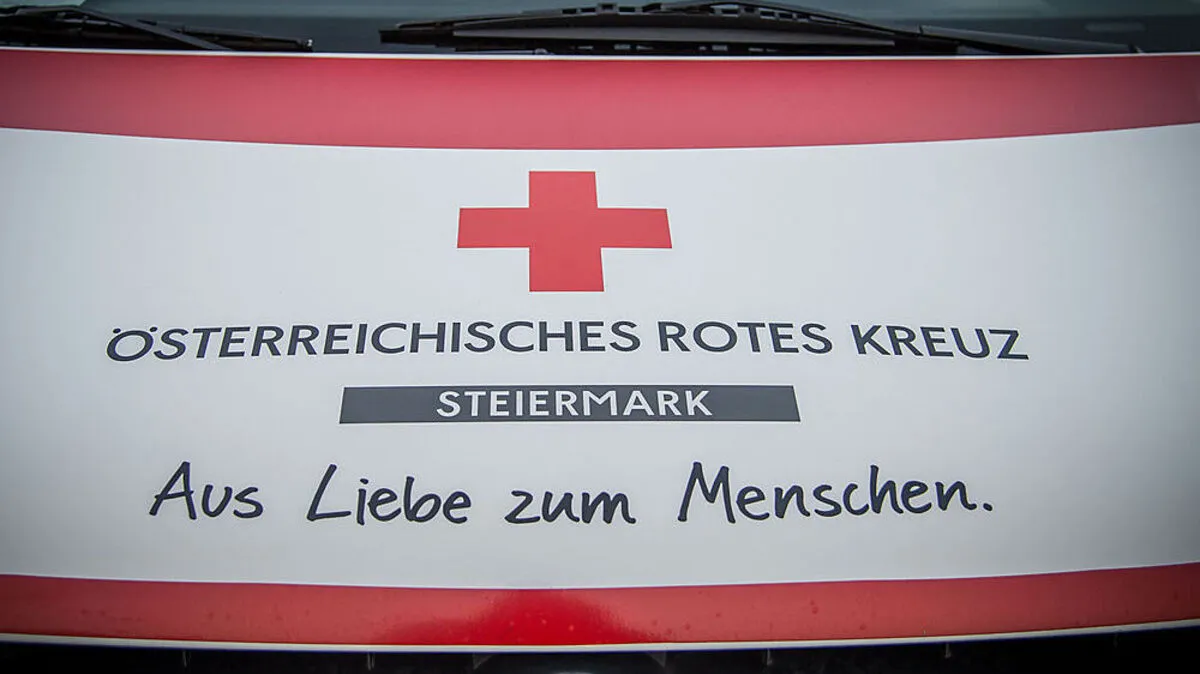 ÖSTERREICHISCHES ROTES KREUZ
STEIERMARK
Aus Liebe zum Menschen.